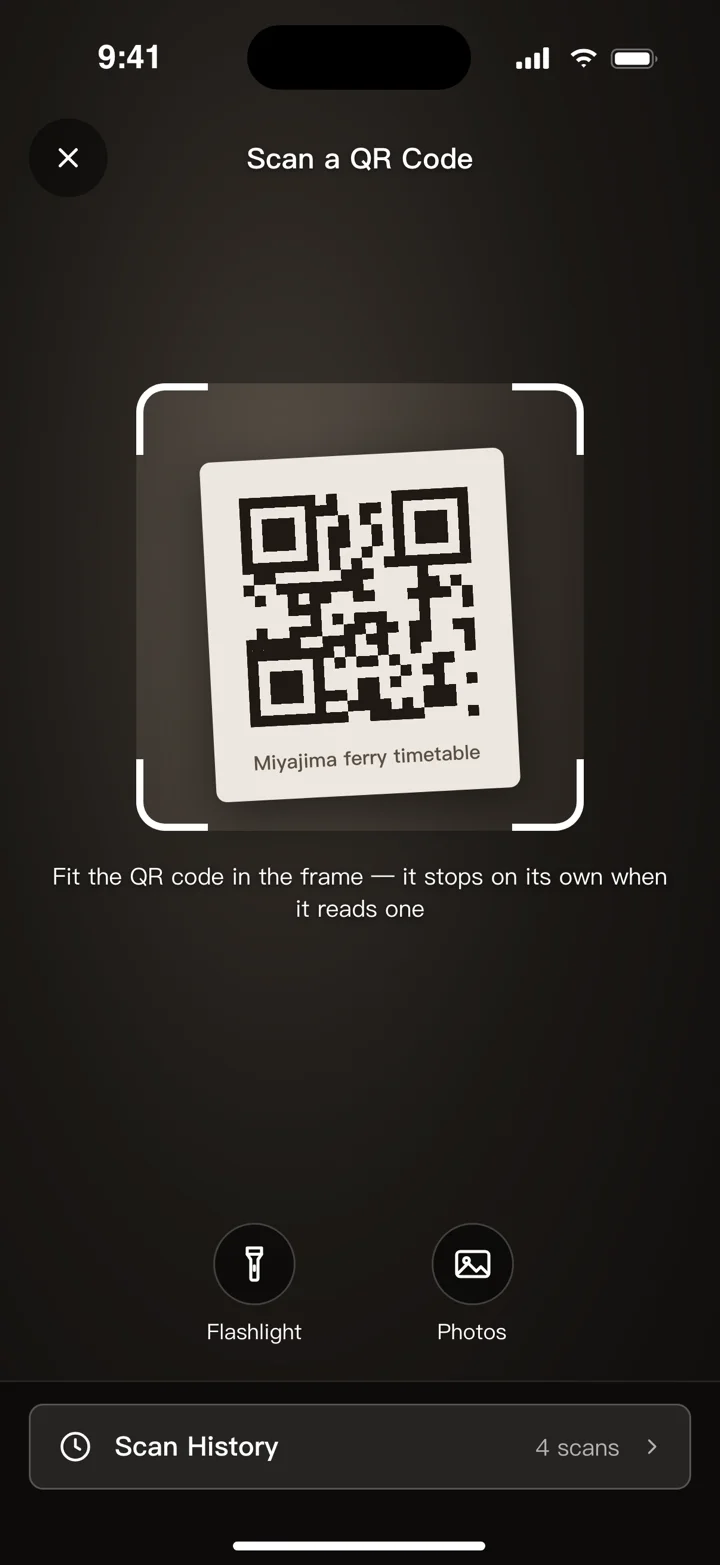 9:41
Scan a QR Code
Miyajima ferry timetable
Fit the QR code in the frame — it stops on its own when
it reads one
Flashlight
Photos
Scan History
4 scans